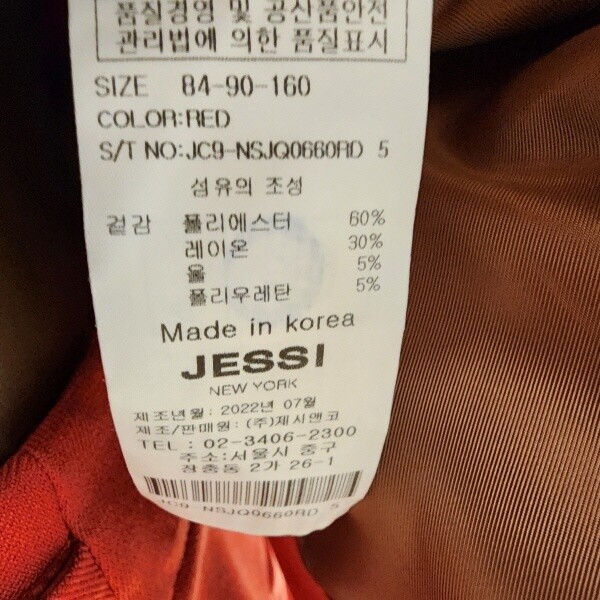 품질경영 및 공산품안전
관리법에 의한 품질표시
SIZE 84-90-160
COLOR:RED
S/T NO:JC9-NSJQ0660RD 5
섬유의 조성
겉감 폴리에스터 60%
레이온 30%
울 5%
폴리우레탄 5%
Made in korea
JESSI
NEW YORK
제조년월 : 2022년 07월
제조/판매원 : (주)제시앤코
TEL : 02-3406-2300
주소:서울시 중구
장충동 2가 26-1
JC9-NSJQ0660RD 5